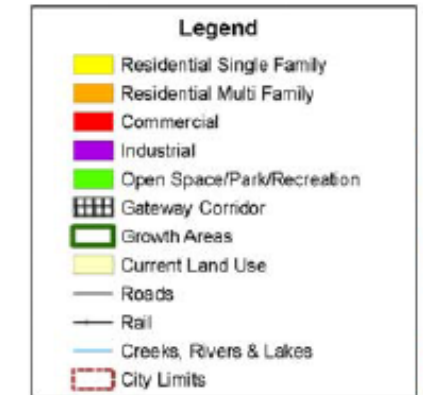 Legend
Residential Single Family
Residential Multi Family
Commercial
Industrial
Open Space/Park/Recreation
Gateway Corridor
Growth Areas
Current Land Use
Roads
Rail
Creeks, Rivers & Lakes
City Limits